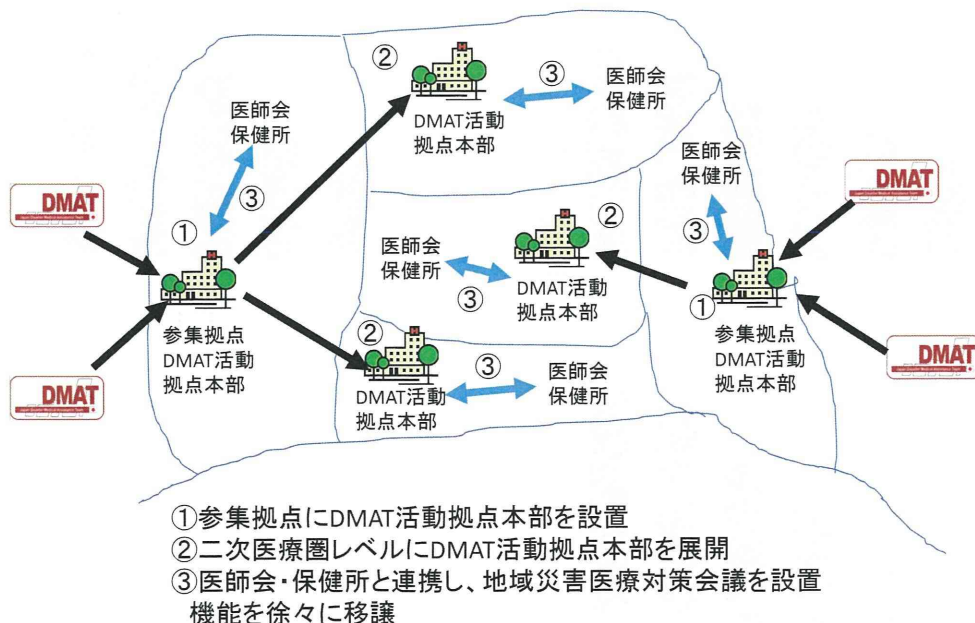 ②
③
医師会
保健所
DMAT活動
拠点本部
医師会
保健所
③
①
参集拠点
DMAT活動
拠点本部
DMAT
DMAT
医師会
保健所
③
②
DMAT活動
拠点本部
医師会
保健所
③
①
参集拠点
DMAT活動
拠点本部
DMAT
DMAT
②
DMAT活動
拠点本部
③
医師会
保健所
①参集拠点にDMAT活動拠点本部を設置
②二次医療圏レベルにDMAT活動拠点本部を展開
③医師会・保健所と連携し、地域災害医療対策会議を設置
機能を徐々に移譲